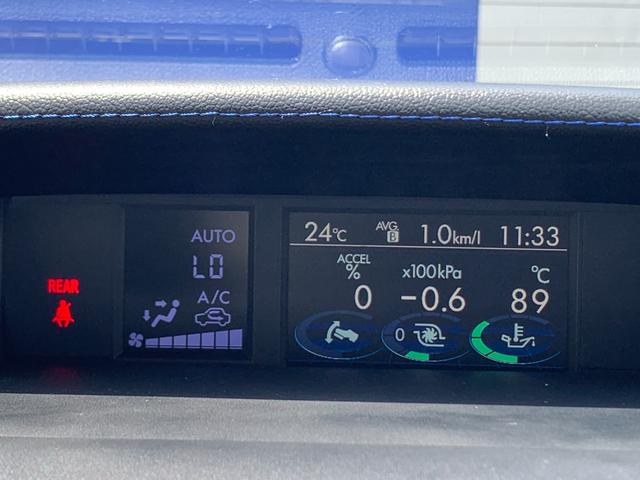 REAR
AUTO
LO
A/C
24°C AVG. B 1.0km/l 11:33
ACCEL % x100kPa °C
0 -0.6 89
0